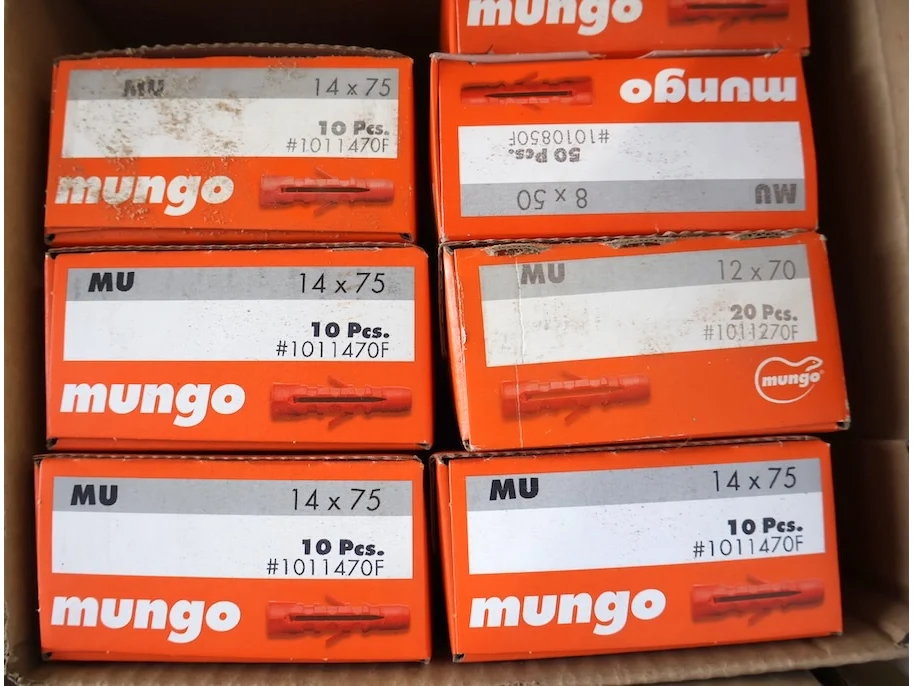 mungo
MU 14 x 75
10 Pcs.
#1011470F
mungo
mungo
#1010850F
50 Pcs.
8 x 50 MU
MU 14 x 75
10 Pcs.
#1011470F
mungo
MU 12 x 70
20 Pcs.
#1011270F
mungo
MU 14 x 75
10 Pcs.
#1011470F
mungo
MU 14 x 75
10 Pcs.
#1011470F
mungo